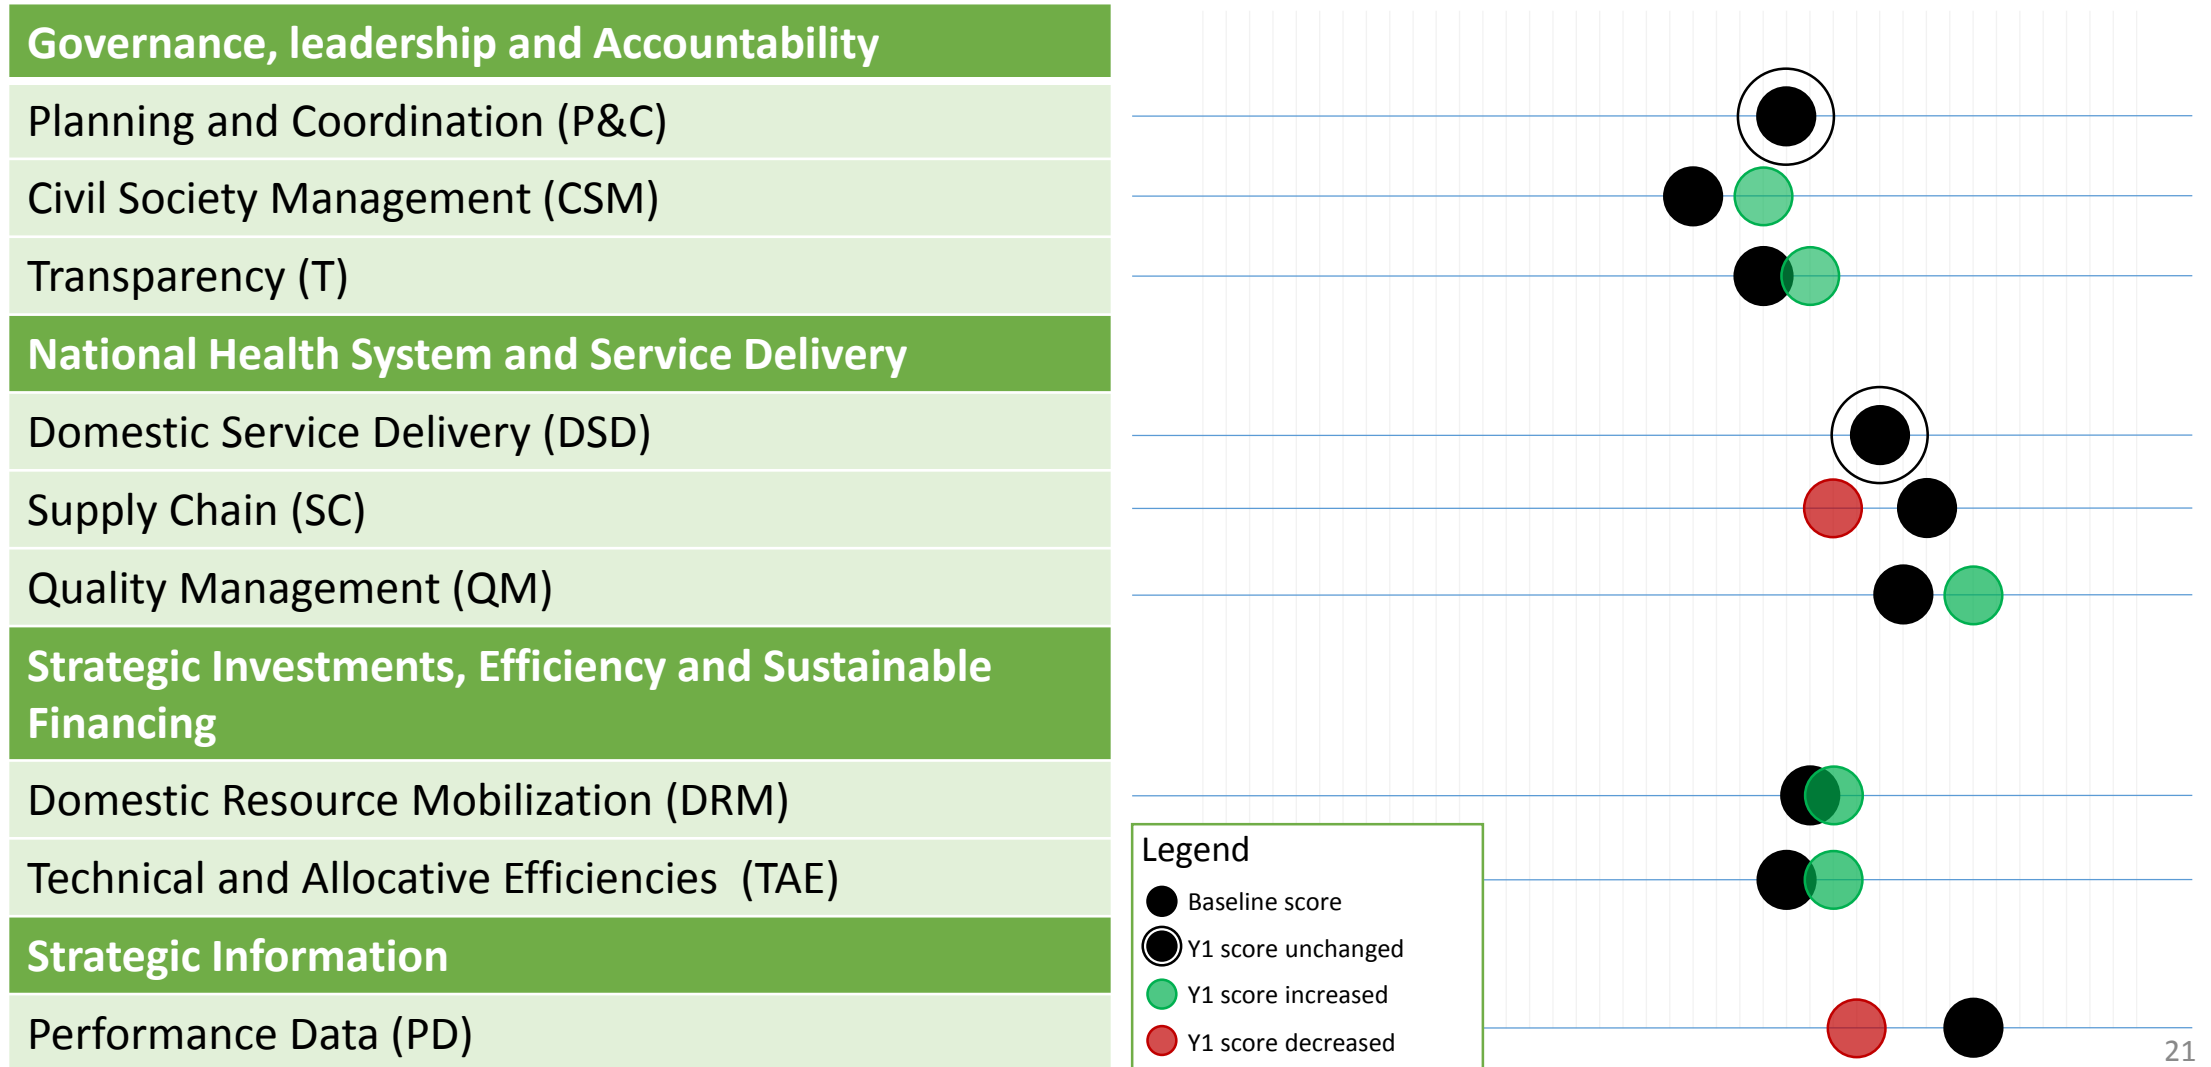 Governance, leadership and Accountability
Planning and Coordination (P&C)
Civil Society Management (CSM)
Transparency (T)
National Health System and Service Delivery
Domestic Service Delivery (DSD)
Supply Chain (SC)
Quality Management (QM)
Strategic Investments, Efficiency and Sustainable
Financing
Domestic Resource Mobilization (DRM)
Technical and Allocative Efficiencies (TAE)
Strategic Information
Performance Data (PD)
Legend
Baseline score
Y1 score unchanged
Y1 score increased
Y1 score decreased
21